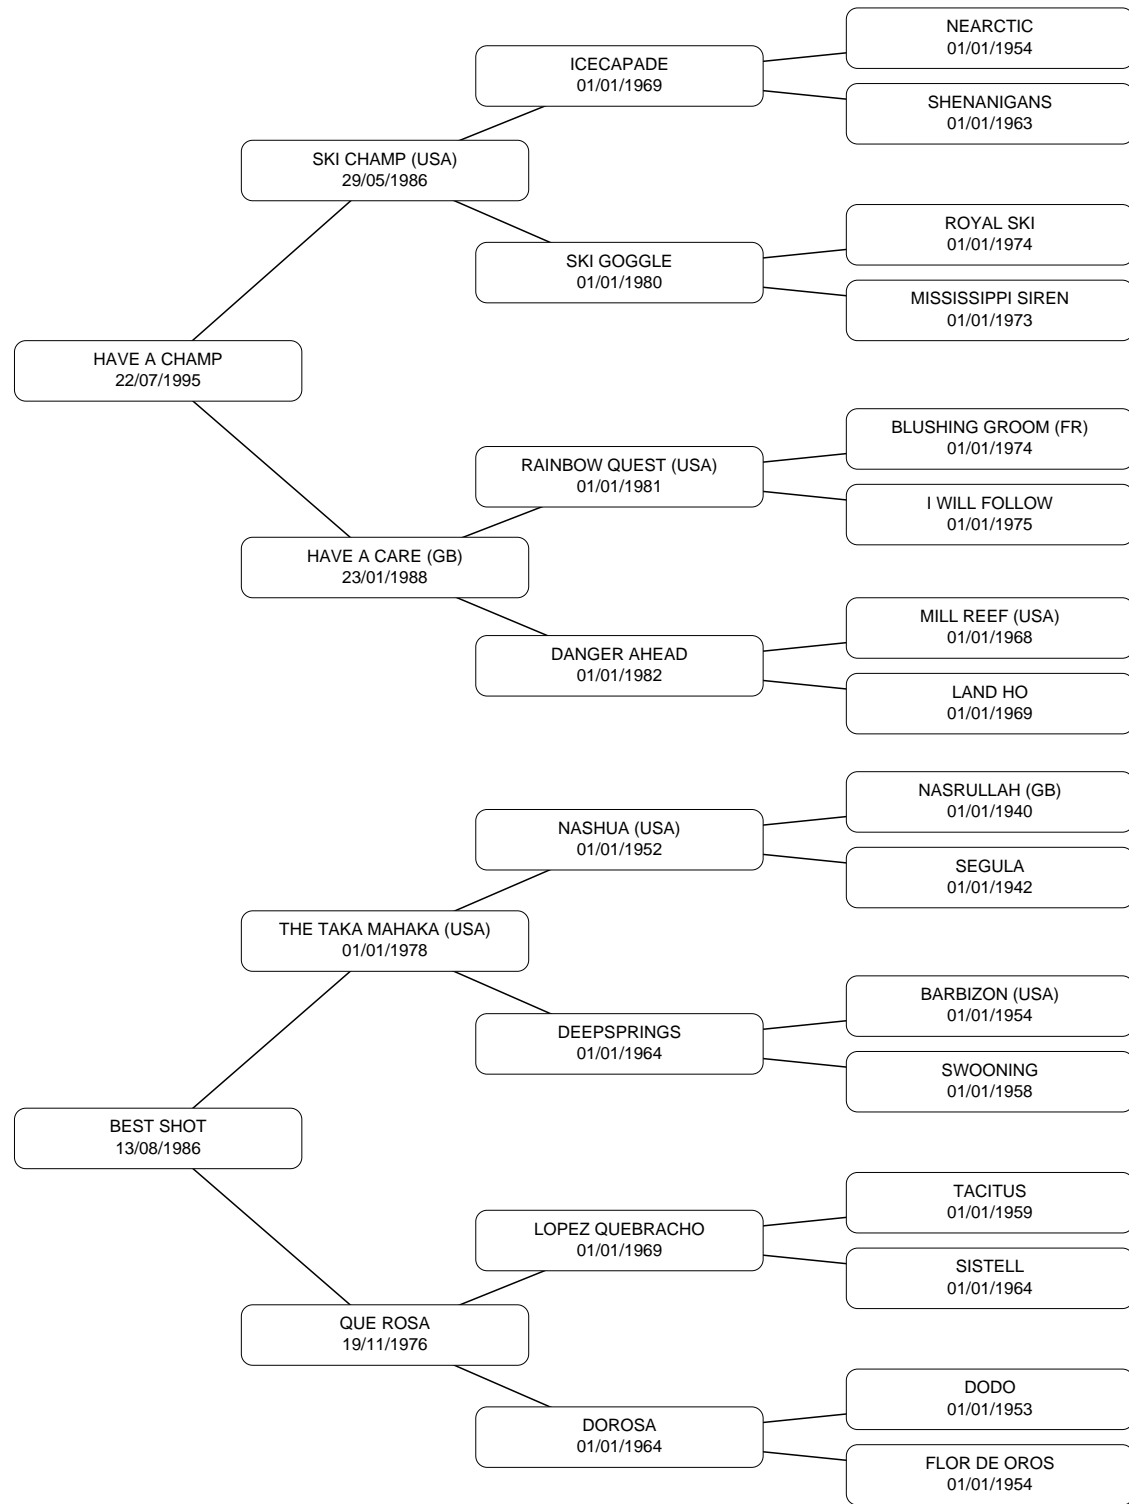 NEARCTIC
01/01/1954
ICECAPADE
01/01/1969
SHENANIGANS
01/01/1963
SKI CHAMP (USA)
29/05/1986
ROYAL SKI
01/01/1974
SKI GOGGLE
01/01/1980
MISSISSIPPI SIREN
01/01/1973
HAVE A CHAMP
22/07/1995
BLUSHING GROOM (FR)
01/01/1974
RAINBOW QUEST (USA)
01/01/1981
I WILL FOLLOW
01/01/1975
HAVE A CARE (GB)
23/01/1988
MILL REEF (USA)
01/01/1968
DANGER AHEAD
01/01/1982
LAND HO
01/01/1969
NASRULLAH (GB)
01/01/1940
NASHUA (USA)
01/01/1952
SEGULA
01/01/1942
THE TAKA MAHAKA (USA)
01/01/1978
BARBIZON (USA)
01/01/1954
DEEPSPRINGS
01/01/1964
SWOONING
01/01/1958
BEST SHOT
13/08/1986
TACITUS
01/01/1959
LOPEZ QUEBRACHO
01/01/1969
SISTELL
01/01/1964
QUE ROSA
19/11/1976
DODO
01/01/1953
DOROSA
01/01/1964
FLOR DE OROS
01/01/1954